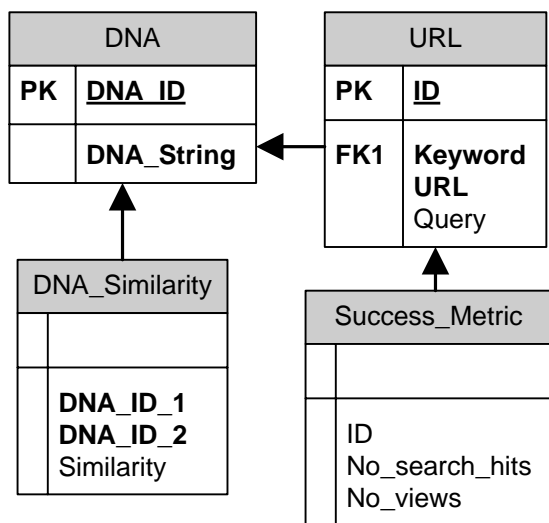 DNA
PK DNA_ID
DNA_String
URL
PK ID
FK1 Keyword
URL
Query
DNA_Similarity
DNA_ID_1
DNA_ID_2
Similarity
Success_Metric
ID
No_search_hits
No_views